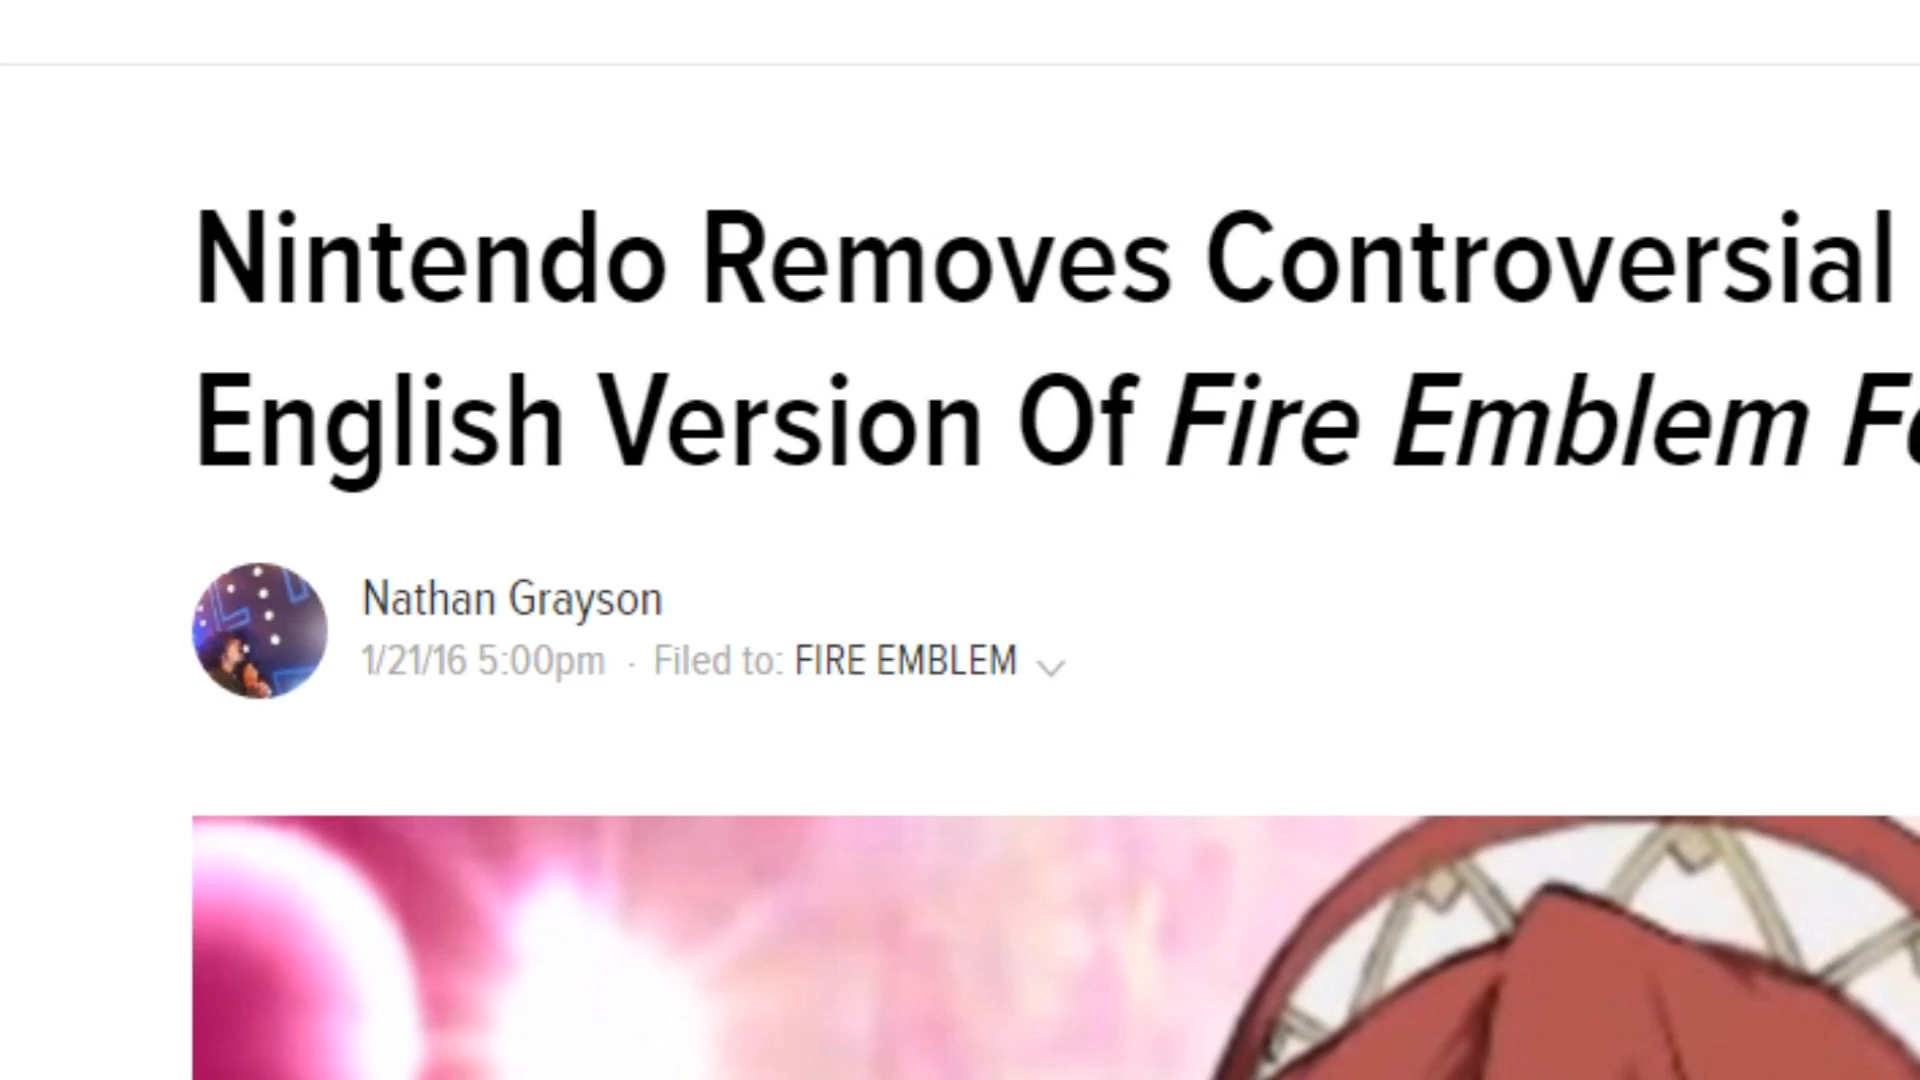 Nintendo Removes Controversial
English Version Of Fire Emblem
Nathan Grayson
1/21/16 5:00pm · Filed to: FIRE EMBLEM